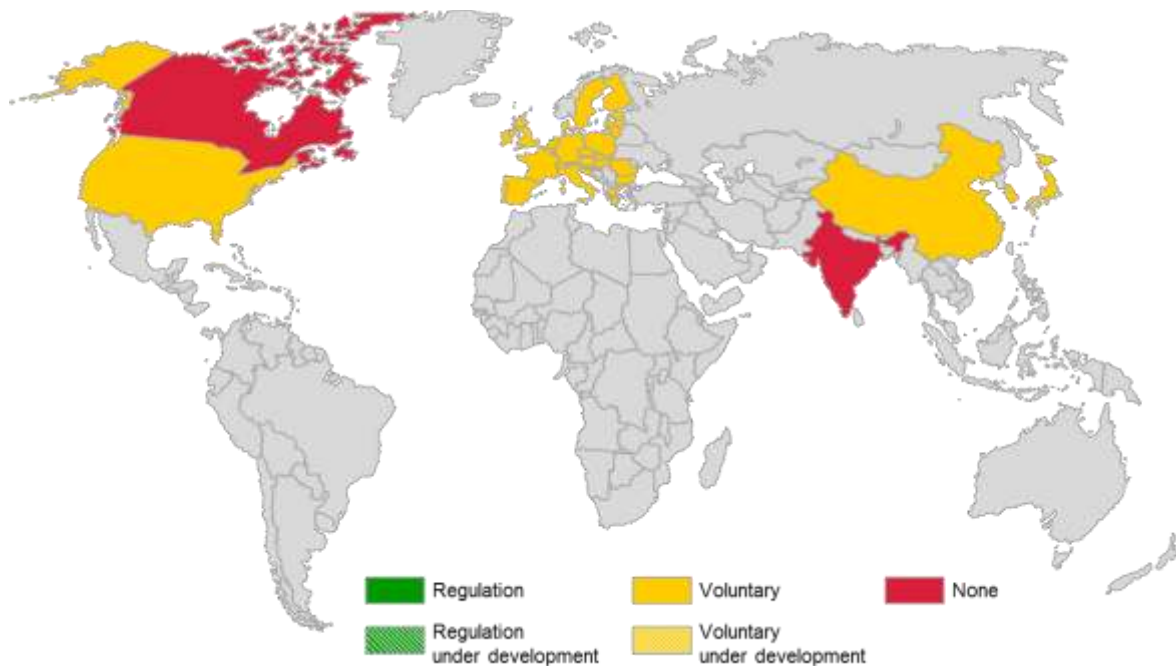 Regulation
Voluntary
None
Regulation
under development
Voluntary
under development